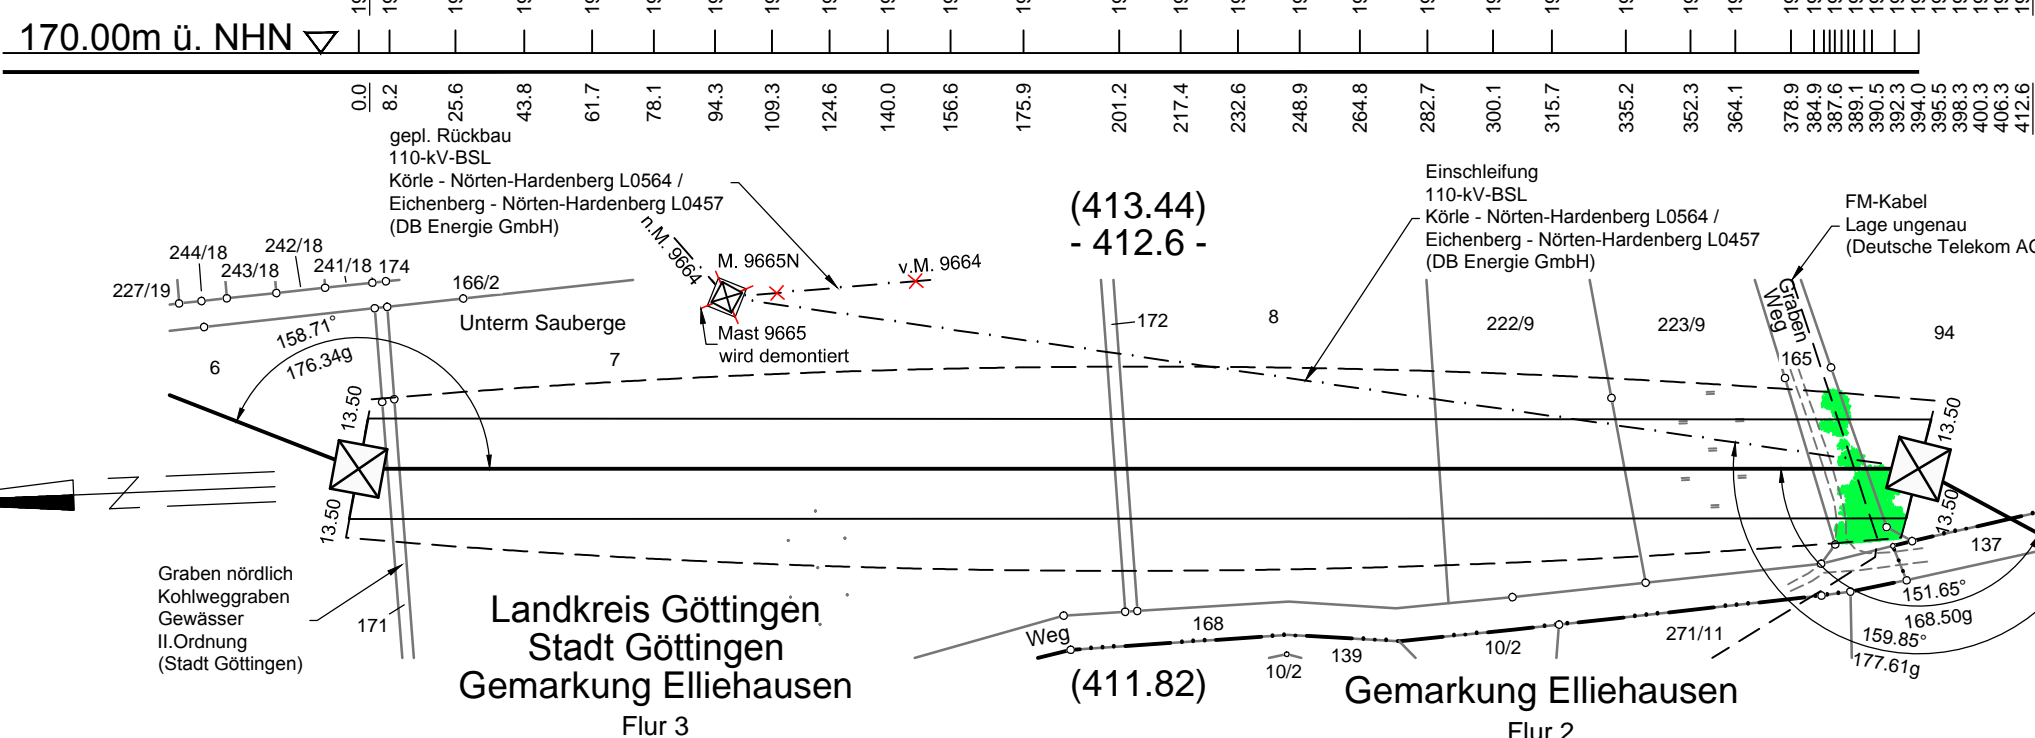 170.00m ü. NHN
0.0 8.2 25.6 43.8 61.7 78.1 94.3 109.3 124.6 140.0 156.6 175.9 201.2 217.4 232.6 248.9 264.8 282.7 300.1 315.7 335.2 352.3 364.1 378.9 384.9 387.6 389.1 390.5 392.3 394.0 395.5 398.3 400.3 406.3 412.6
gepl. Rückbau
110-kV-BSL
Körle - Nörten-Hardenberg L0564 /
Eichenberg - Nörten-Hardenberg L0457
(DB Energie GmbH)
(413.44)
- 412.6 -
Einschleifung
110-kV-BSL
Körle - Nörten-Hardenberg L0564 /
Eichenberg - Nörten-Hardenberg L0457
(DB Energie GmbH)
FM-Kabel
Lage ungenau
(Deutsche Telekom AG
227/19
244/18
243/18
242/18
241/18
174
166/2
n.M. 9664
M. 9665N
v.M. 9664
Unterm Sauberge
Mast 9665
wird demontiert
172
8
222/9
223/9
Graben
Weg
165
94
6
158.71°
176.34g
7
13.50
13.50
13.50
13.50
Z
Graben nördlich
Kohlweggraben
Gewässer
II.Ordnung
(Stadt Göttingen)
171
Landkreis Göttingen
Stadt Göttingen
Gemarkung Elliehausen
Flur 3
Weg
168
(411.82)
10/2
139
10/2
271/11
137
151.65°
168.50g
159.85°
177.61g
Gemarkung Elliehausen
Flur 2